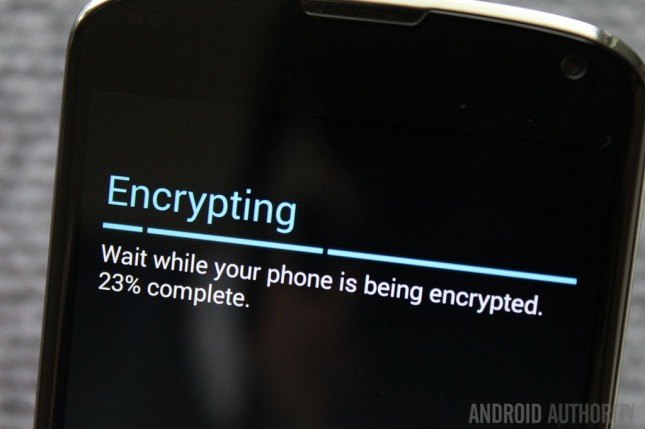 Encrypting
Wait while your phone is being encrypted.
23% complete.
ANDROID AUTHORITY